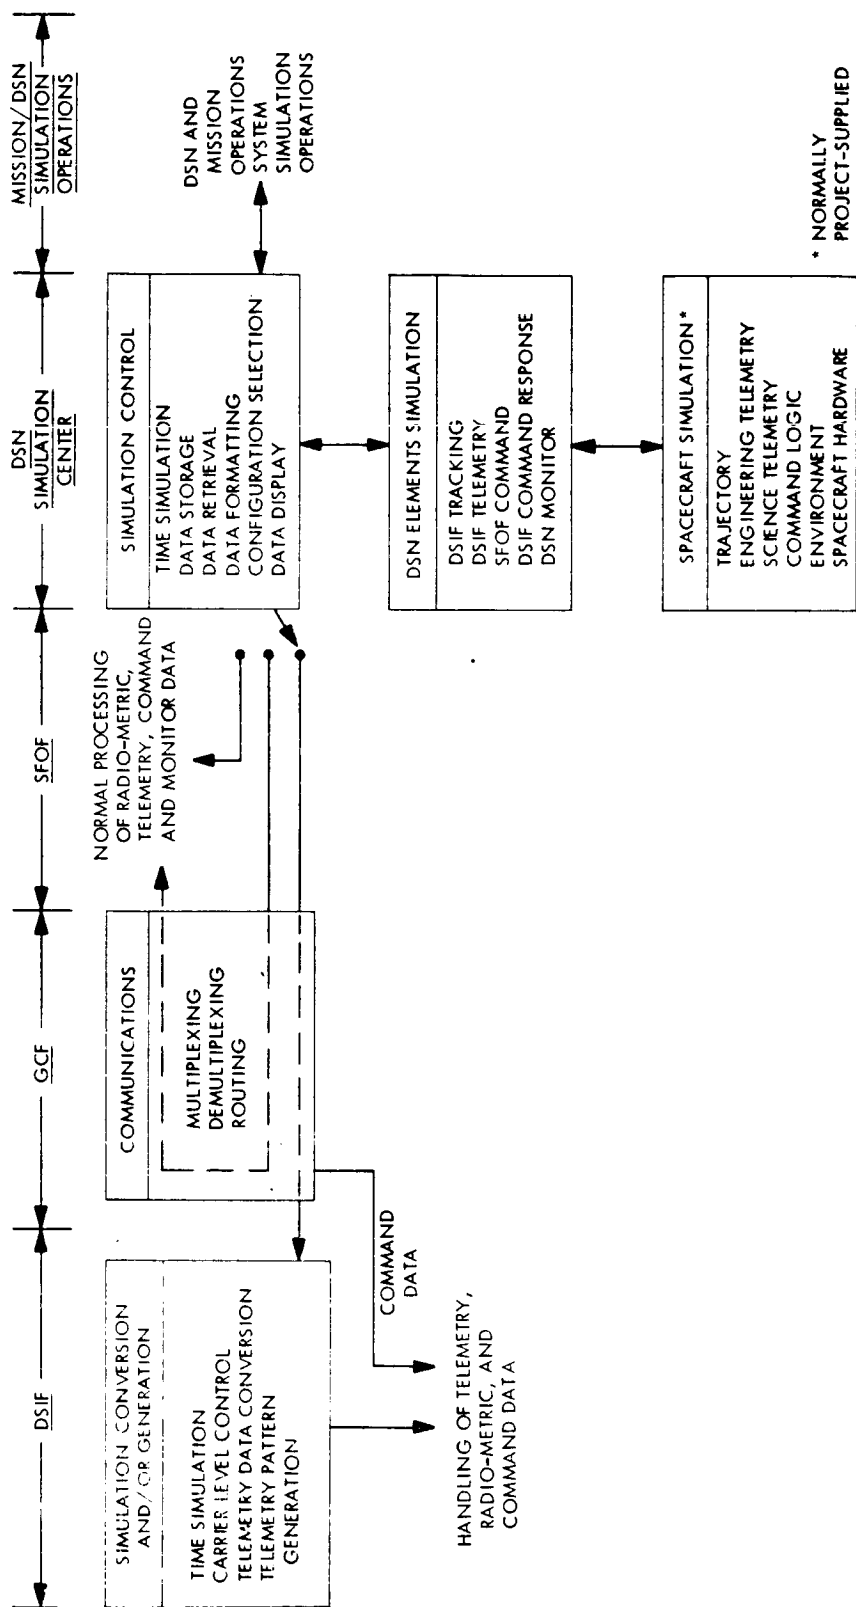 DSIF
GCF
SFOF
DSN
SIMULATION
CENTER
MISSION/DSN
SIMULATION
OPERATIONS
SIMULATION CONVERSION
AND/OR GENERATION
TIME SIMULATION
CARRIER LEVEL CONTROL
TELEMETRY DATA CONVERSION
TELEMETRY PATTERN
GENERATION
COMMUNICATIONS
MULTIPLEXING
DEMULTIPLEXING
ROUTING
NORMAL PROCESSING
OF RADIO-METRIC,
TELEMETRY, COMMAND
AND MONITOR DATA
SIMULATION CONTROL
TIME SIMULATION
DATA STORAGE
DATA RETRIEVAL
DATA FORMATTING
CONFIGURATION SELECTION
DATA DISPLAY
DSN AND
MISSION
OPERATIONS
SYSTEM
SIMULATION
OPERATIONS
COMMAND
DATA
HANDLING OF TELEMETRY,
RADIO-METRIC, AND
COMMAND DATA
DSN ELEMENTS SIMULATION
DSIF TRACKING
DSIF TELEMETRY
SFOF COMMAND
DSIF COMMAND RESPONSE
DSN MONITOR
SPACECRAFT SIMULATION*
TRAJECTORY
ENGINEERING TELEMETRY
SCIENCE TELEMETRY
COMMAND LOGIC
ENVIRONMENT
SPACECRAFT HARDWARE
* NORMALLY
PROJECT-SUPPLIED